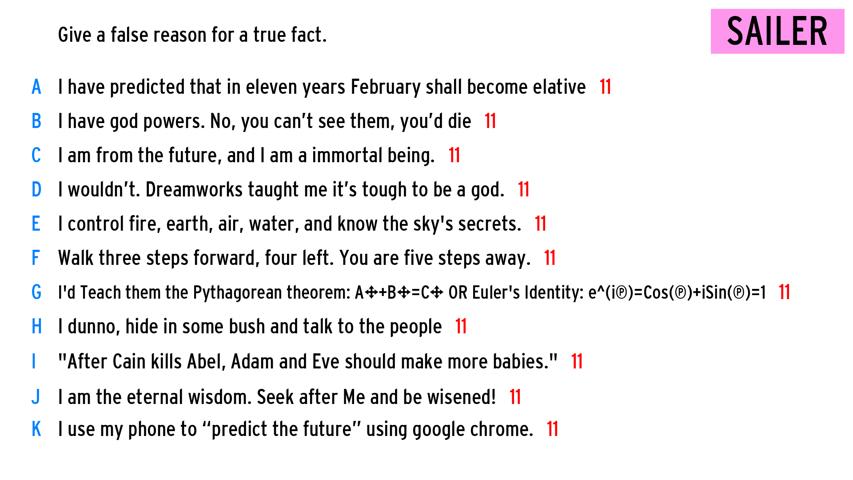 Give a false reason for a true fact.
SAILER
A I have predicted that in eleven years February shall become elative 11
B I have god powers. No, you can't see them, you'd die 11
C I am from the future, and I am a immortal being. 11
D I wouldn't. Dreamworks taught me it's tough to be a god. 11
E I control fire, earth, air, water, and know the sky's secrets. 11
F Walk three steps forward, four left. You are five steps away. 11
G I'd Teach them the Pythagorean theorem: A✢+B✢=C✢ OR Euler's Identity: e^(i℗)=Cos(℗)+iSin(℗)=1 11
H I dunno, hide in some bush and talk to the people 11
I "After Cain kills Abel, Adam and Eve should make more babies." 11
J I am the eternal wisdom. Seek after Me and be wisened! 11
K I use my phone to “predict the future” using google chrome. 11